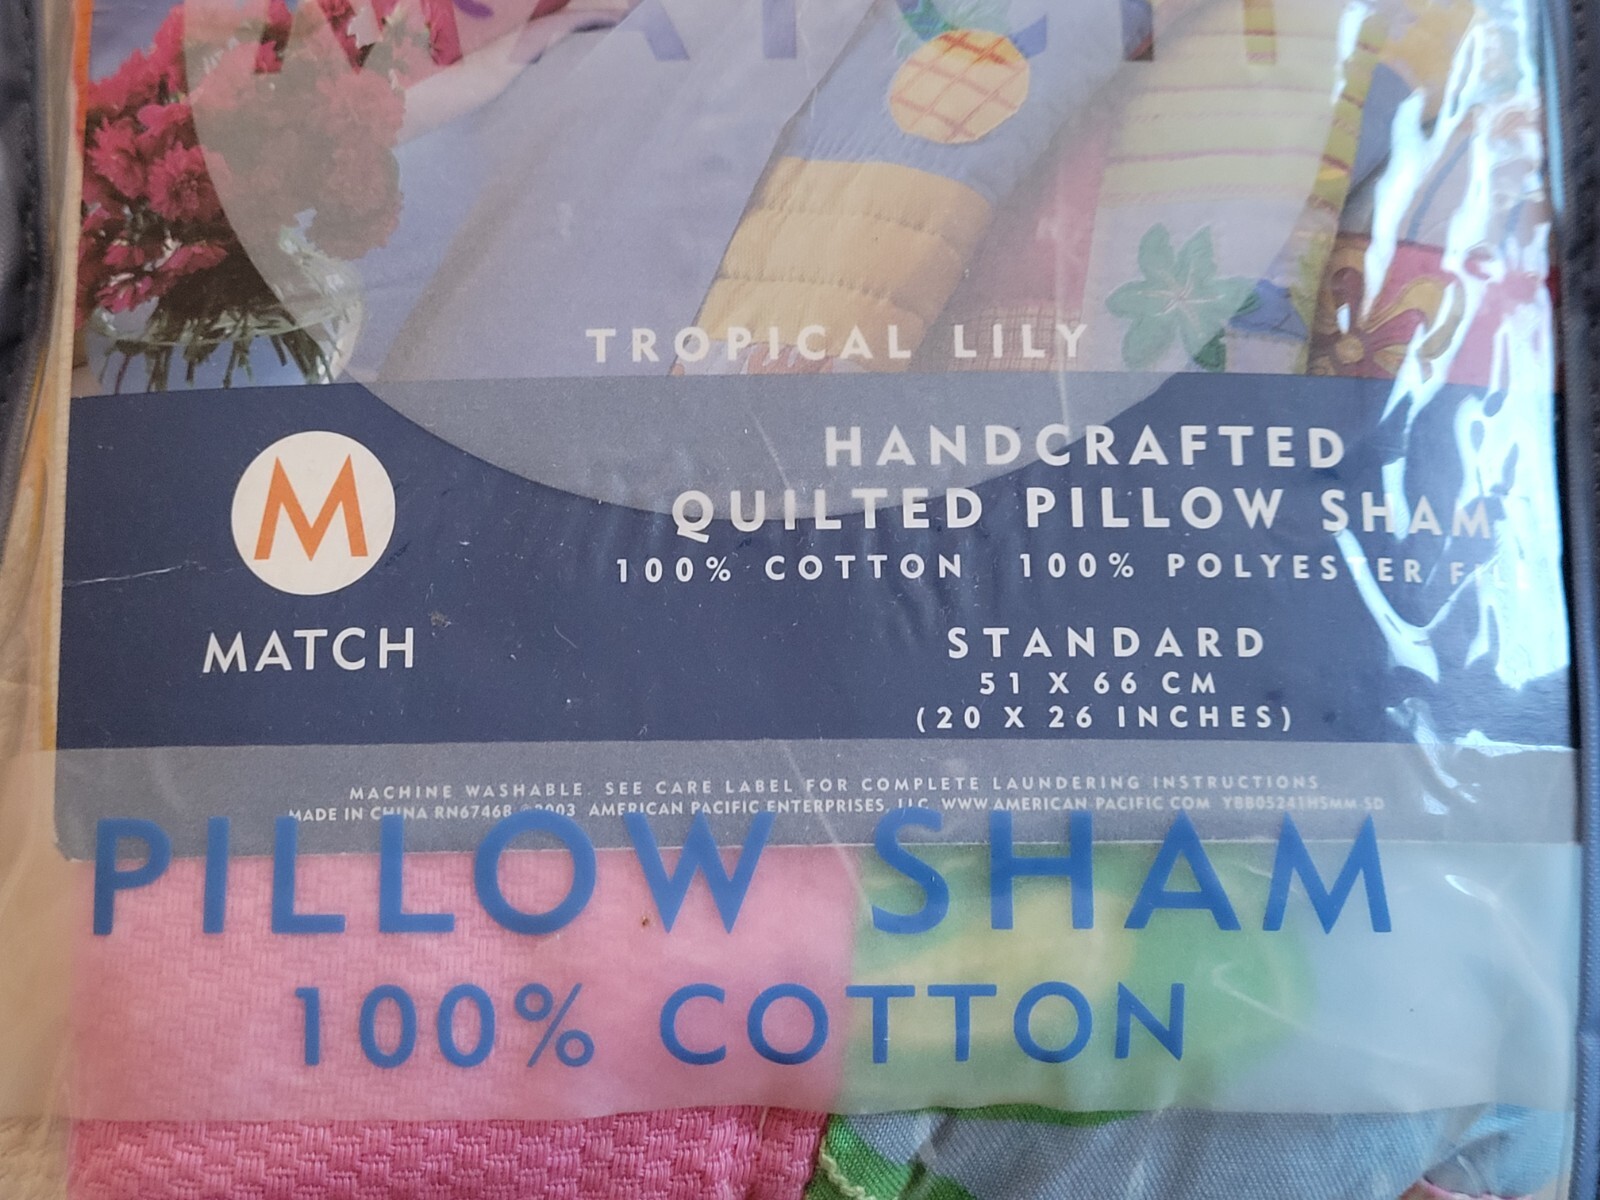 MATCH
TROPICAL LILY
HANDCRAFTED
QUILTED PILLOW SHAM
100% COTTON 100% POLYESTER
M
MATCH
STANDARD
51 X 66 CM
(20 X 26 INCHES)
MACHINE WASHABLE. SEE CARE LABEL FOR COMPLETE LAUNDERING INSTRUCTIONS.
MADE IN CHINA RN67468 ©2003 AMERICAN PACIFIC ENTERPRISES, LLC WWW.AMERICAN-PACIFIC.COM
PILLOW SHAM
100% COTTON